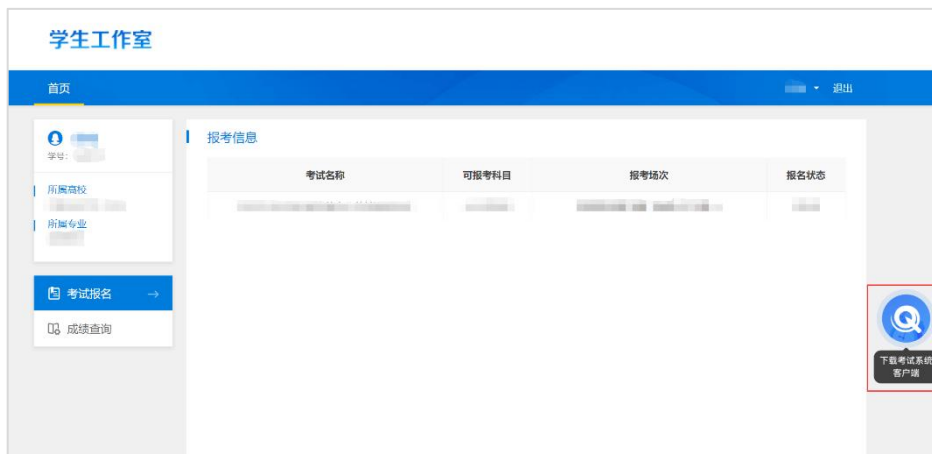 学生工作室
首页
退出
学号:
所属高校
所属专业
考试报名
成绩查询
报考信息
考试名称 可报考科目 报考场次 报名状态
下载考试系统
客户端